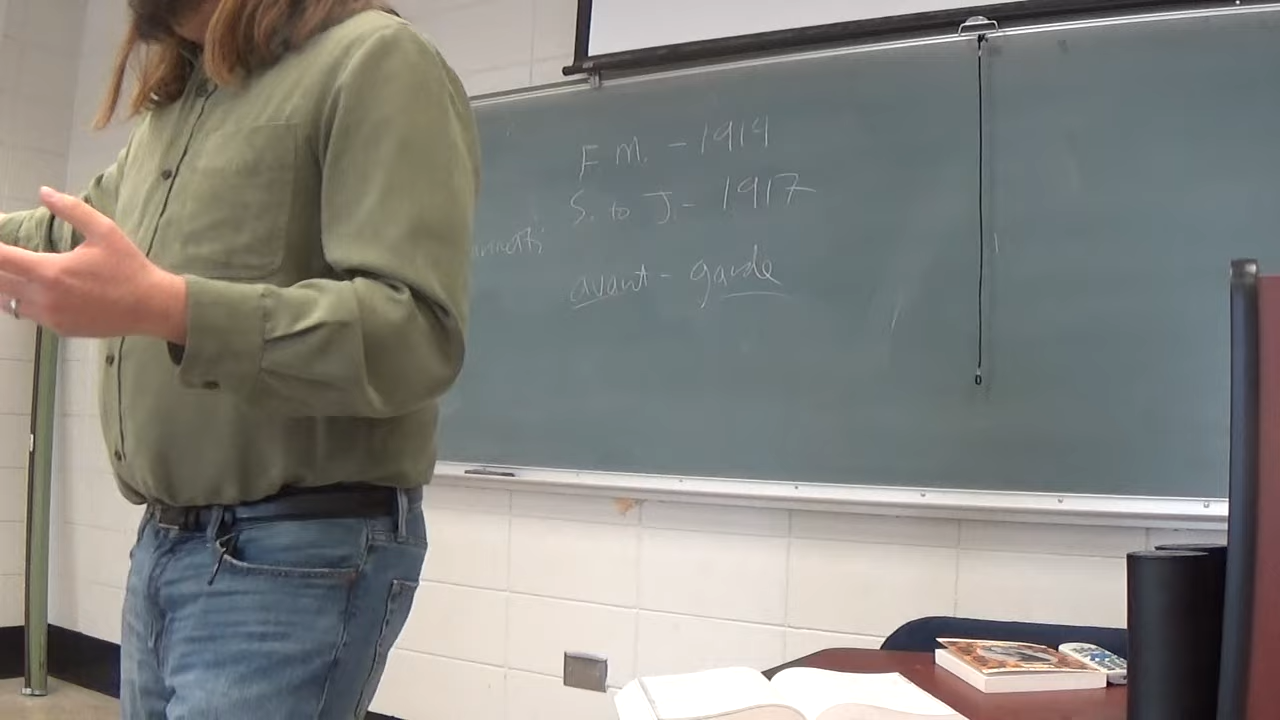 F. M. - 1914
S. to J. - 1917
avant - garde